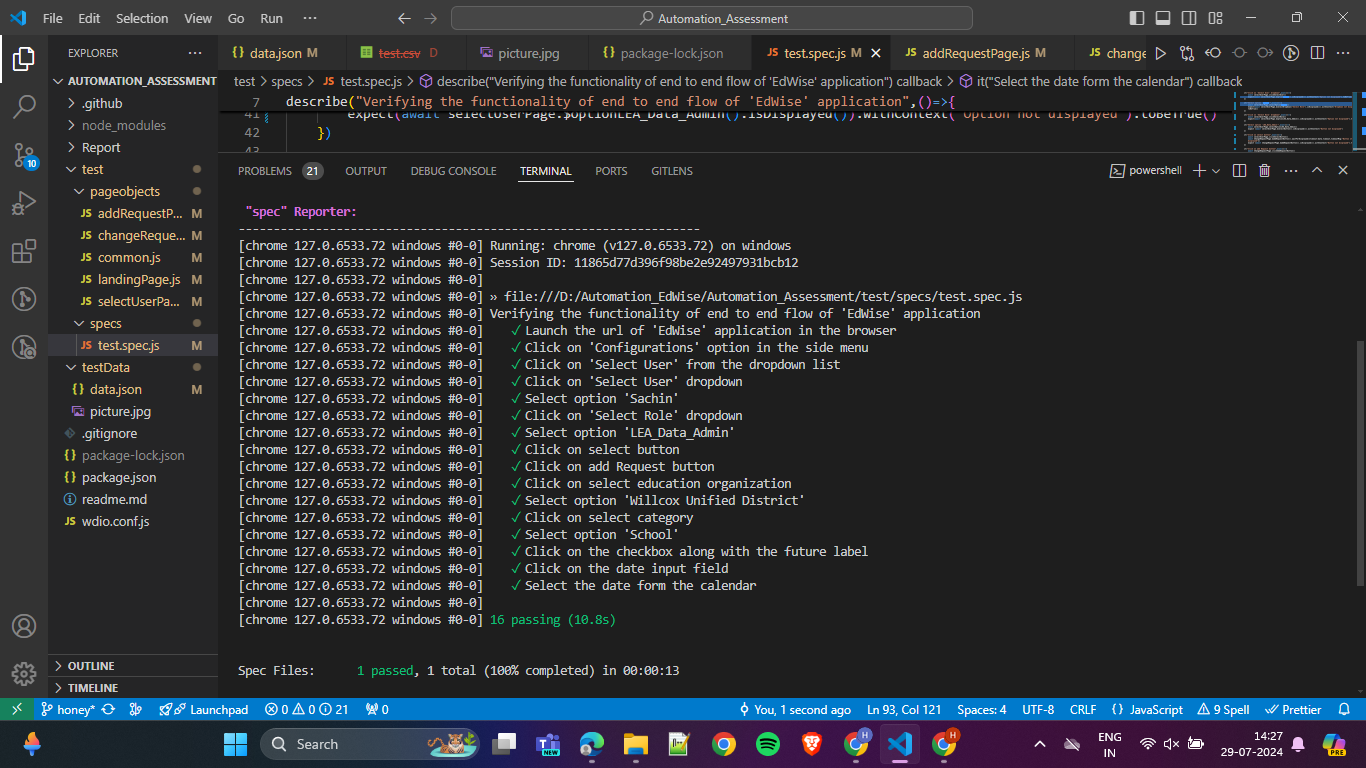 File Edit Selection View Go Run ··· Automation_Assessment
EXPLORER ···
AUTOMATION_ASSESSMENT
.github
node_modules
Report
test
pageobjects
JS addRequestP... M
JS changeReque... M
JS common.js M
JS landingPage.js M
JS selectUserPa... M
specs
JS test.spec.js M
testData
{} data.json M
picture.jpg
.gitignore
{} package-lock.json
{} package.json
readme.md
JS wdio.conf.js
OUTLINE
TIMELINE
10
{} data.json M test.csv D picture.jpg {} package-lock.json JS test.spec.js M JS addRequestPage.js M JS change
test > specs > JS test.spec.js > describe("Verifying the functionality of end to end flow of 'EdWise' application") callback > it("Select the date form the calendar") callback
7 describe("Verifying the functionality of end to end flow of 'EdWise' application",()=>{
41 expect(await selectUserPage.$optionLEA_Data_Admin().isDisplayed()).withContext("Option not displayed").toBeTrue()
42 })
43
PROBLEMS 21 OUTPUT DEBUG CONSOLE TERMINAL PORTS GITLENS powershell
"spec" Reporter:
------------------------------------------------------------------
[chrome 127.0.6533.72 windows #0-0] Running: chrome (v127.0.6533.72) on windows
[chrome 127.0.6533.72 windows #0-0] Session ID: 11865d77d396f98be2e92497931bcb12
[chrome 127.0.6533.72 windows #0-0]
[chrome 127.0.6533.72 windows #0-0] » file:///D:/Automation_EdWise/Automation_Assessment/test/specs/test.spec.js
[chrome 127.0.6533.72 windows #0-0] Verifying the functionality of end to end flow of 'EdWise' application
[chrome 127.0.6533.72 windows #0-0] ✓ Launch the url of 'EdWise' application in the browser
[chrome 127.0.6533.72 windows #0-0] ✓ Click on 'Configurations' option in the side menu
[chrome 127.0.6533.72 windows #0-0] ✓ Click on 'Select User' from the dropdown list
[chrome 127.0.6533.72 windows #0-0] ✓ Click on 'Select User' dropdown
[chrome 127.0.6533.72 windows #0-0] ✓ Select option 'Sachin'
[chrome 127.0.6533.72 windows #0-0] ✓ Click on 'Select Role' dropdown
[chrome 127.0.6533.72 windows #0-0] ✓ Select option 'LEA_Data_Admin'
[chrome 127.0.6533.72 windows #0-0] ✓ Click on select button
[chrome 127.0.6533.72 windows #0-0] ✓ Click on add Request button
[chrome 127.0.6533.72 windows #0-0] ✓ Click on select education organization
[chrome 127.0.6533.72 windows #0-0] ✓ Select option 'Willcox Unified District'
[chrome 127.0.6533.72 windows #0-0] ✓ Click on select category
[chrome 127.0.6533.72 windows #0-0] ✓ Select option 'School'
[chrome 127.0.6533.72 windows #0-0] ✓ Click on the checkbox along with the future label
[chrome 127.0.6533.72 windows #0-0] ✓ Click on the date input field
[chrome 127.0.6533.72 windows #0-0] ✓ Select the date form the calendar
[chrome 127.0.6533.72 windows #0-0]
[chrome 127.0.6533.72 windows #0-0] 16 passing (10.8s)
Spec Files: 1 passed, 1 total (100% completed) in 00:00:13
honey* Launchpad 0 0 21 0 You, 1 second ago Ln 93, Col 121 Spaces: 4 UTF-8 CRLF {} JavaScript 9 Spell Prettier
Search NEW H H ENG 14:27
IN 29-07-2024 PRE